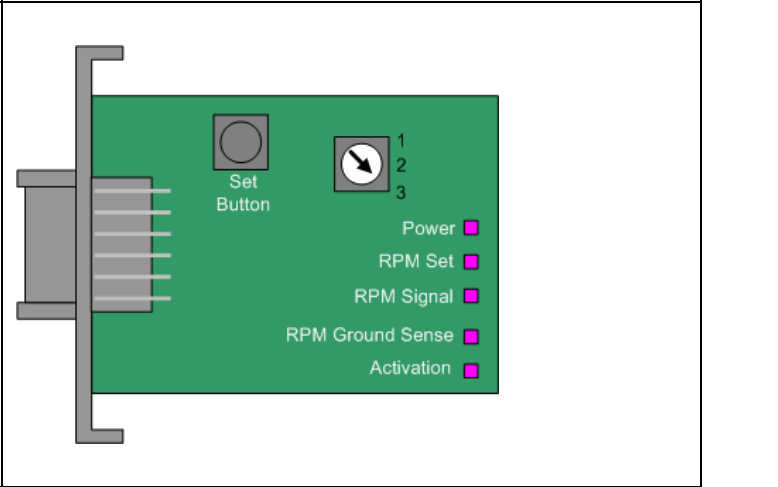 Set
Button
1
2
3
Power
RPM Set
RPM Signal
RPM Ground Sense
Activation